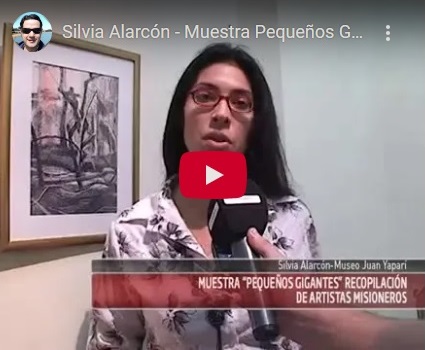 Silvia Alarcón - Muestra Pequeños G...
Silvia Alarcón-Museo Juan Yapari
MUESTRA "PEQUEÑOS GIGANTES" RECOPILACIÓN
DE ARTISTAS MISIONEROS